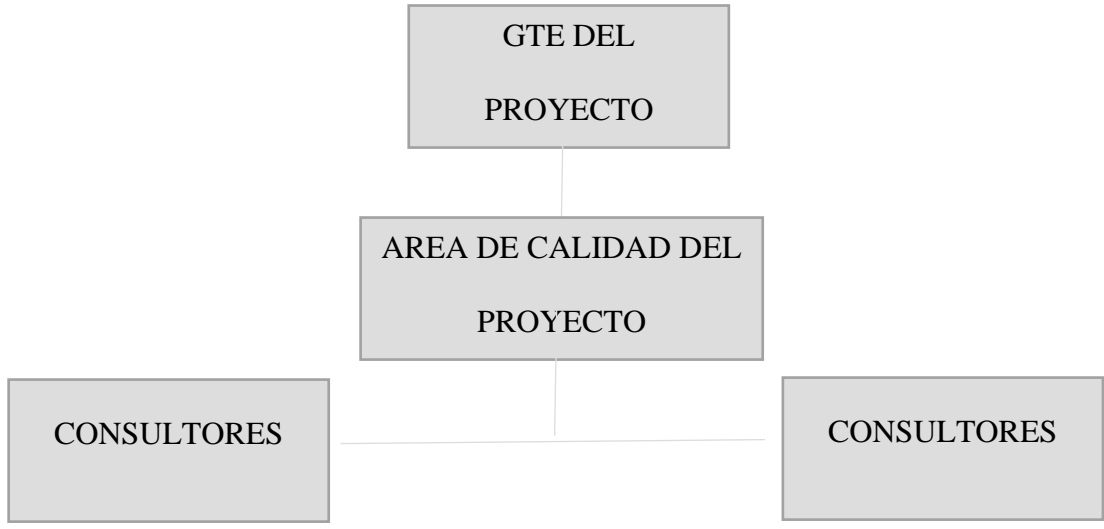 GTE DEL
PROYECTO
AREA DE CALIDAD DEL
PROYECTO
CONSULTORES
CONSULTORES